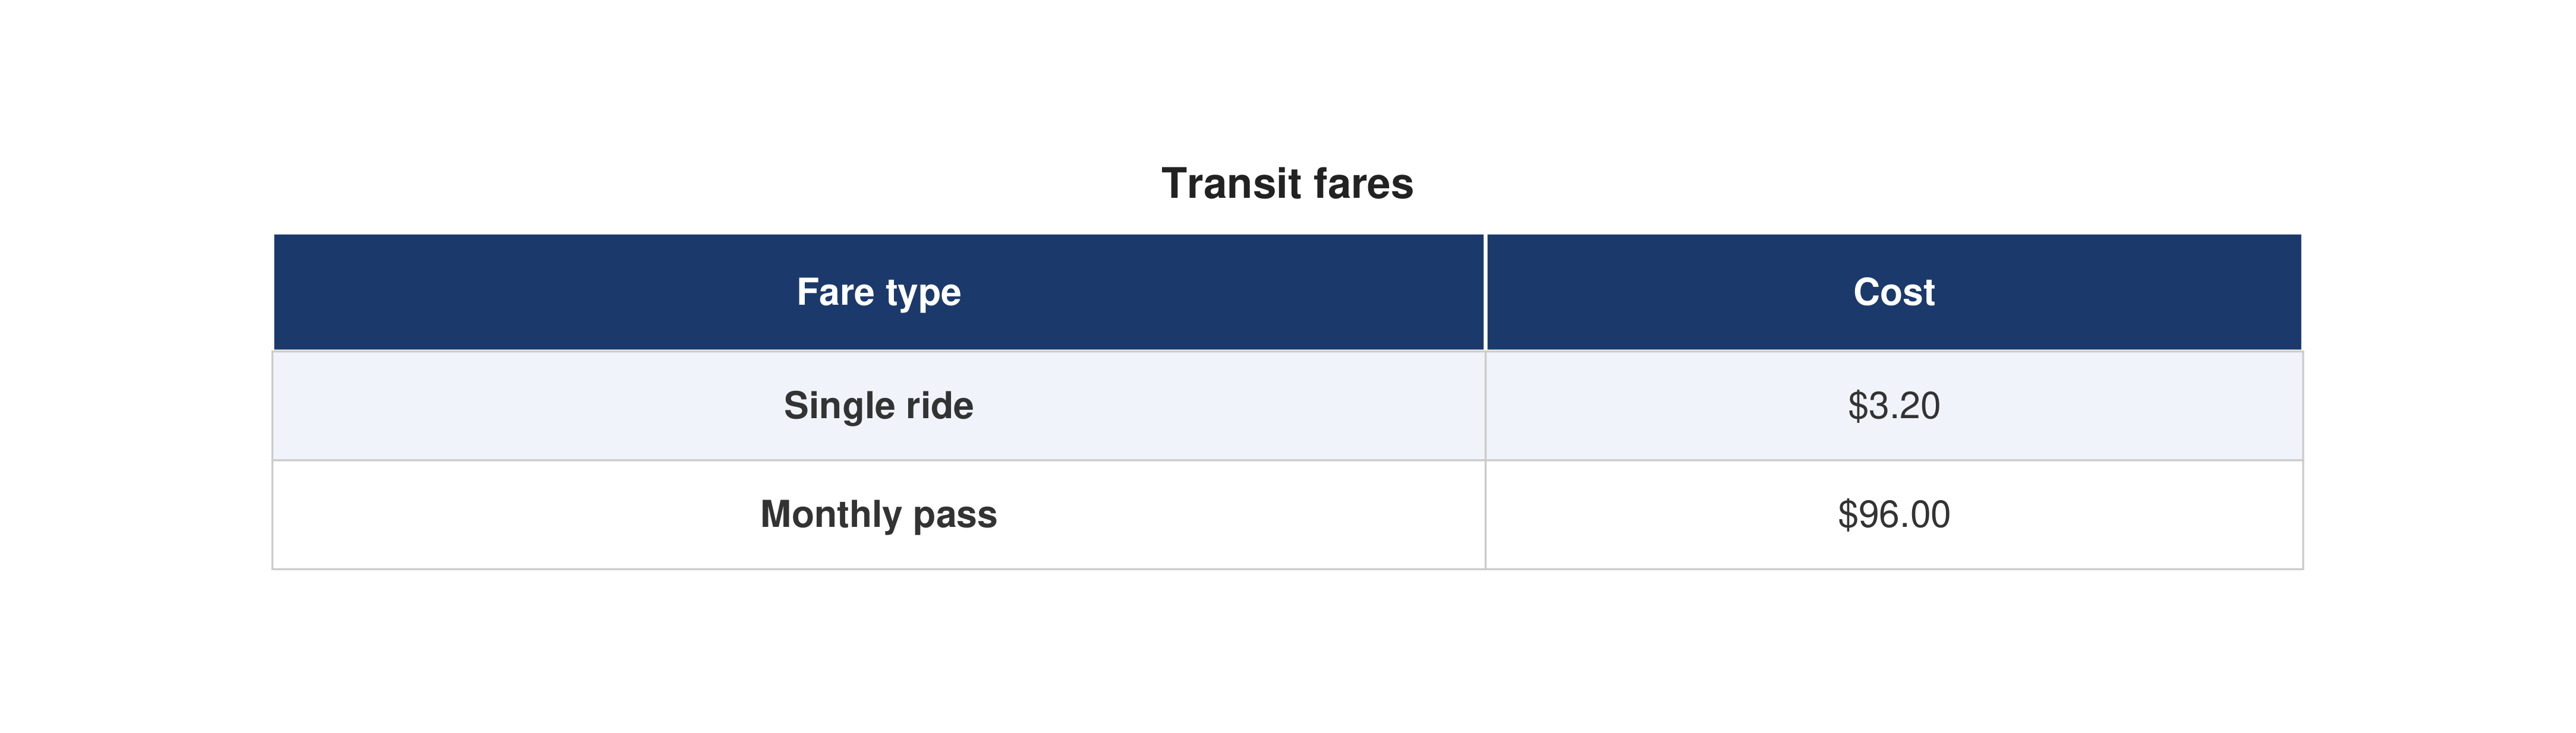 Transit fares
Fare type Cost
Single ride $3.20
Monthly pass $96.00